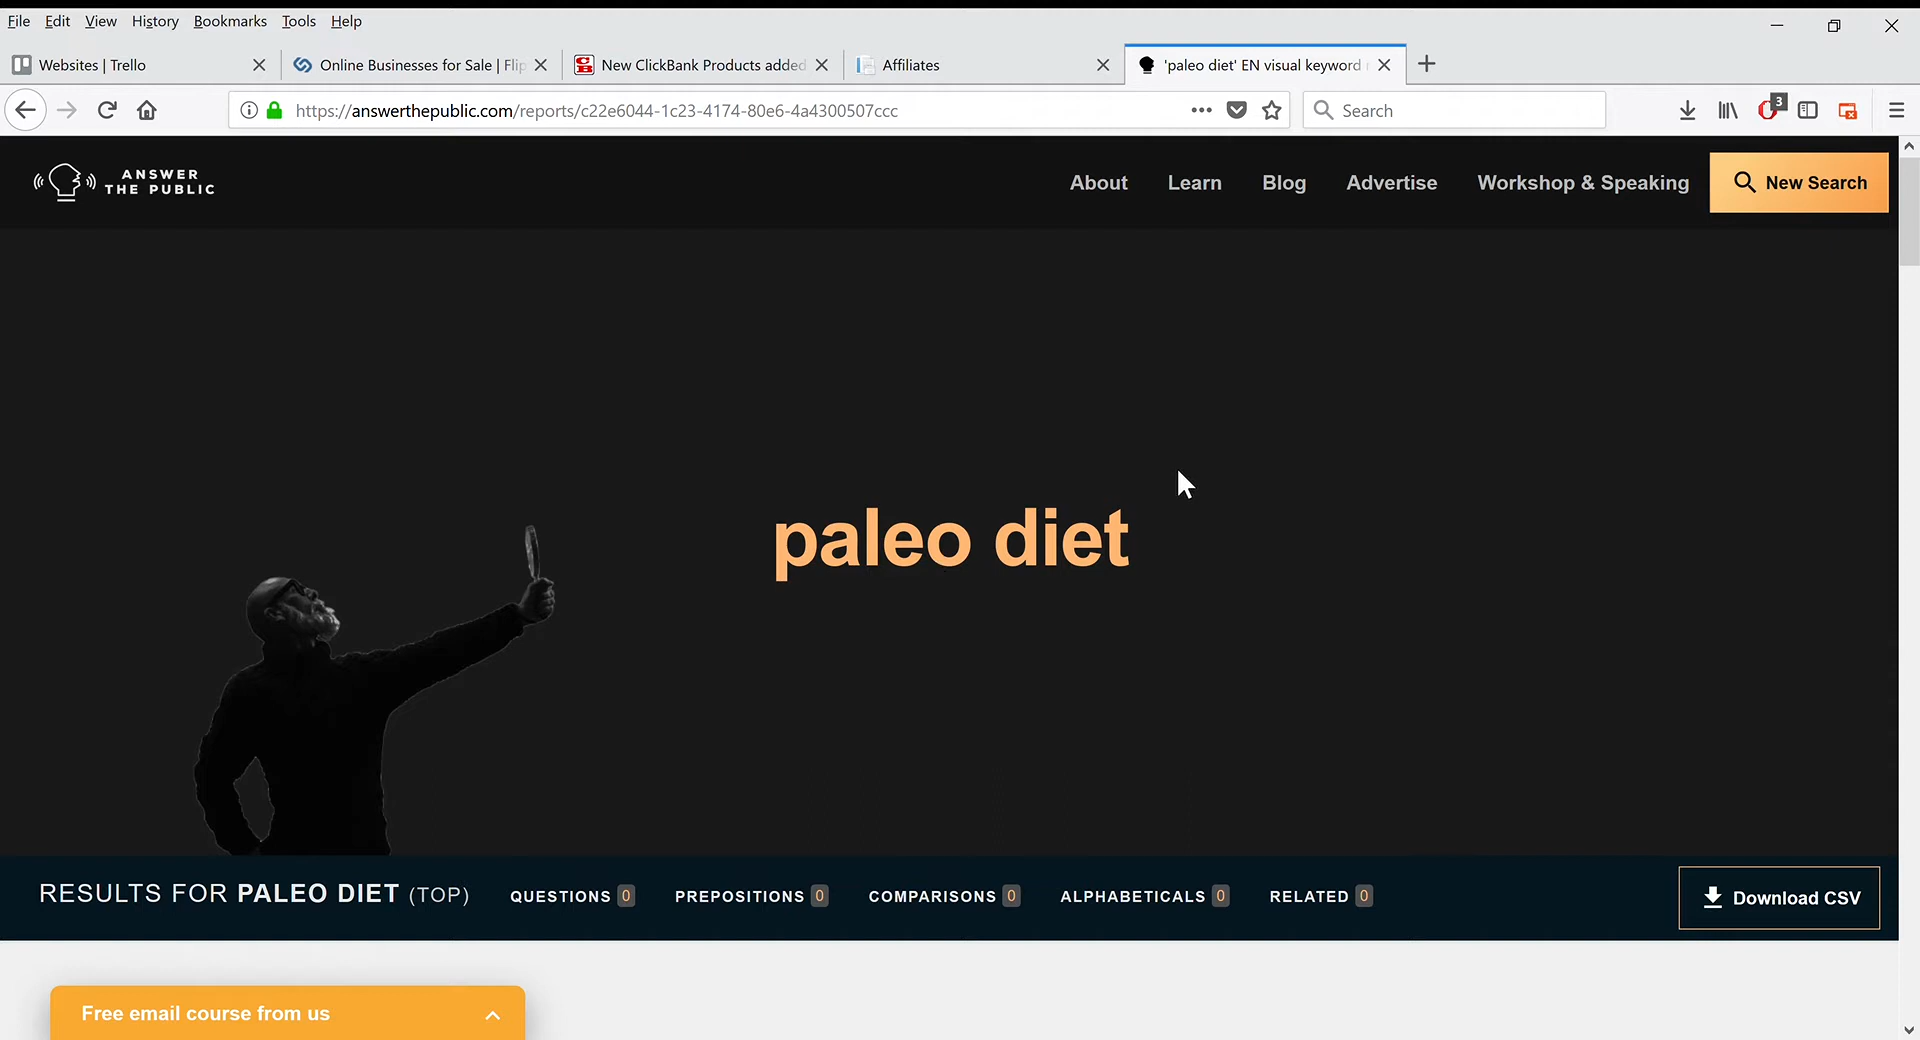 File Edit View History Bookmarks Tools Help
Websites | Trello
Online Businesses for Sale | Flip
New ClickBank Products added
Affiliates
'paleo diet' EN visual keyword
https://answerthepublic.com/reports/c22e6044-1c23-4174-80e6-4a4300507ccc
Search
3
ANSWER
THE PUBLIC
About Learn Blog Advertise Workshop & Speaking New Search
paleo diet
RESULTS FOR PALEO DIET (TOP) QUESTIONS 0 PREPOSITIONS 0 COMPARISONS 0 ALPHABETICALS 0 RELATED 0 Download CSV
Free email course from us